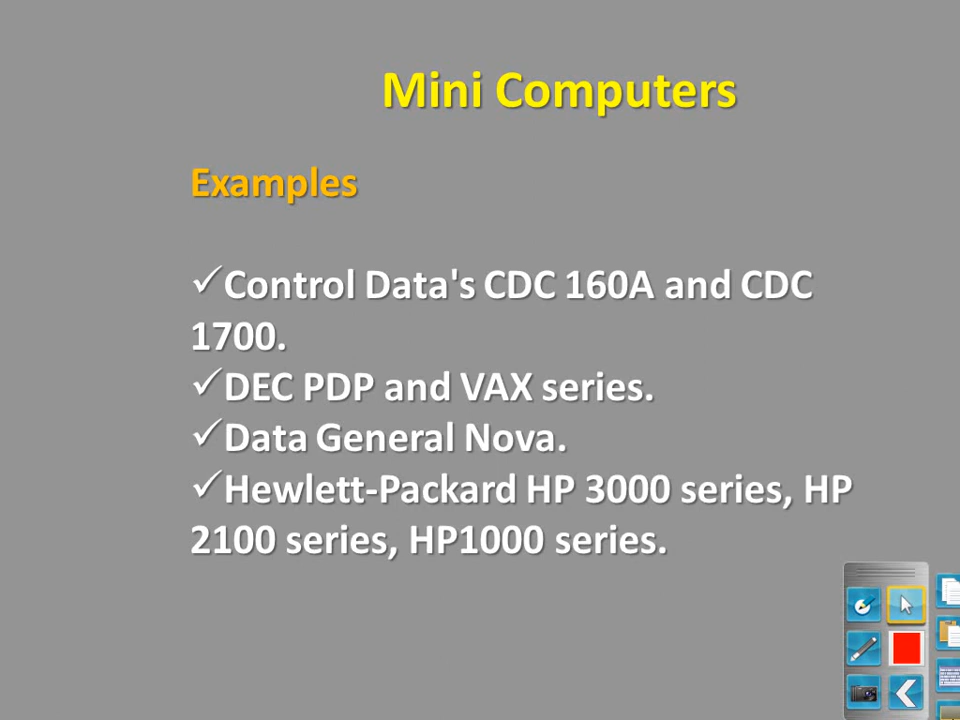 Mini Computers
Examples
✓ Control Data's CDC 160A and CDC
1700.
✓ DEC PDP and VAX series.
✓ Data General Nova.
✓ Hewlett-Packard HP 3000 series, HP
2100 series, HP1000 series.